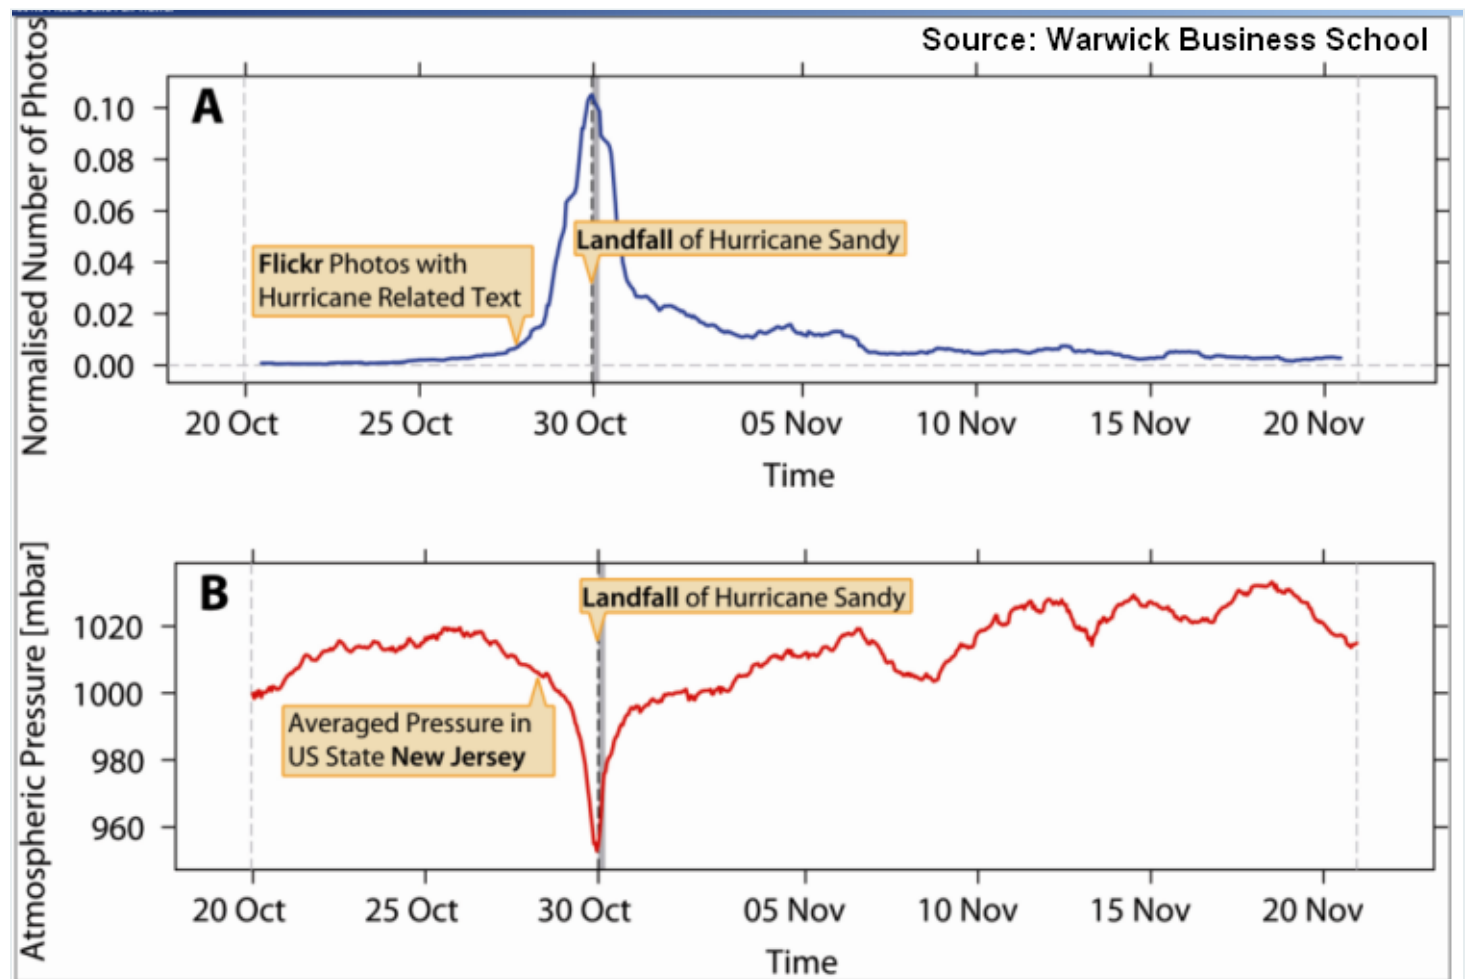 Source: Warwick Business School
A
Normalised Number of Photos
0.10
0.08
0.06
0.04
0.02
0.00
Landfall of Hurricane Sandy
Flickr Photos with
Hurricane Related Text
20 Oct
25 Oct
30 Oct
05 Nov
10 Nov
15 Nov
20 Nov
Time
B
Atmospheric Pressure [mbar]
1020
1000
980
960
Landfall of Hurricane Sandy
Averaged Pressure in
US State New Jersey
20 Oct
25 Oct
30 Oct
05 Nov
10 Nov
15 Nov
20 Nov
Time